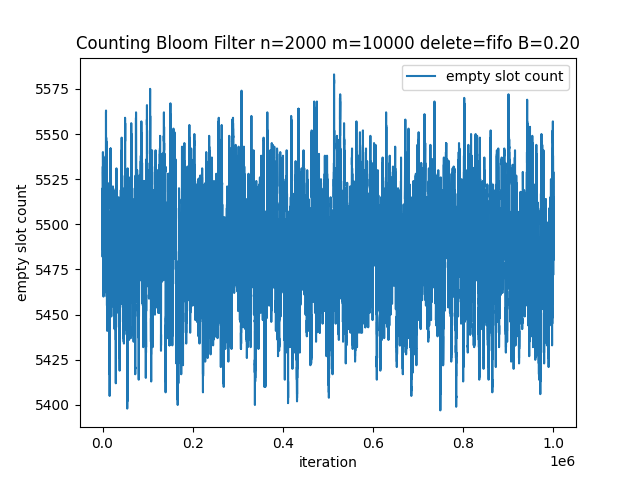 Counting Bloom Filter n=2000 m=10000 delete=fifo B=0.20
empty slot count
5575
5550
5525
5500
5475
5450
5425
5400
empty slot count
0.0 0.2 0.4 0.6 0.8 1.0
1e6
iteration